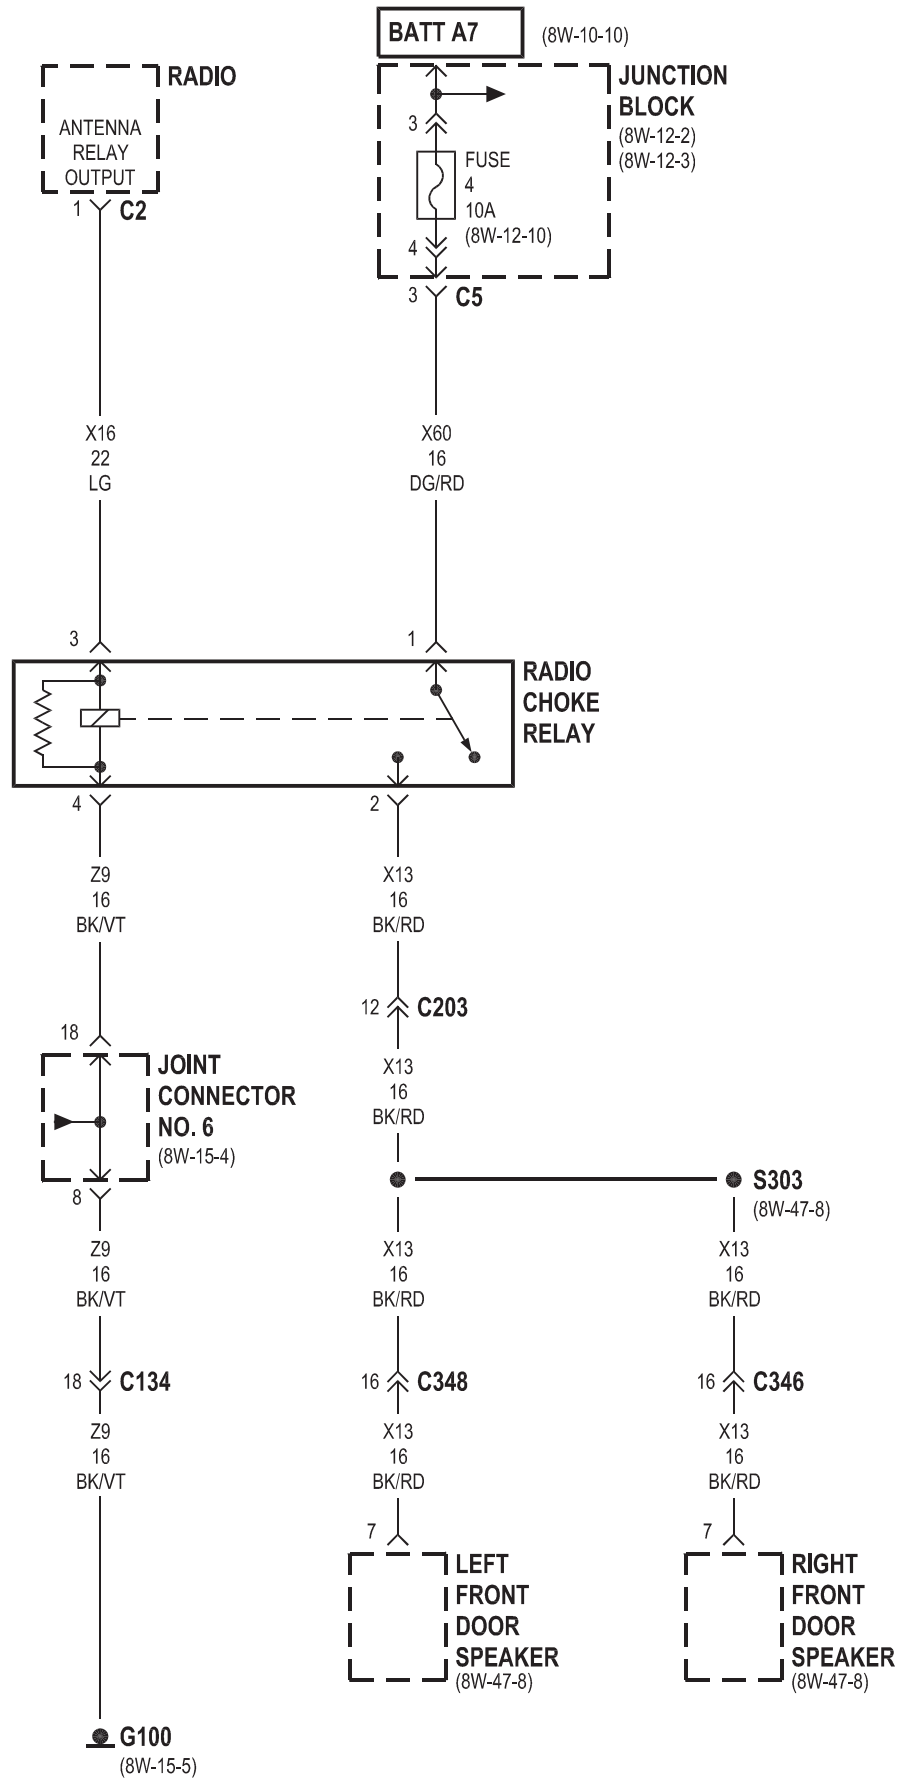 BATT A7
(8W-10-10)
RADIO
ANTENNA
RELAY
OUTPUT
1
C2
JUNCTION
BLOCK
(8W-12-2)
(8W-12-3)
3
FUSE
4
10A
(8W-12-10)
4
3
C5
X16
22
LG
X60
16
DG/RD
3
1
RADIO
CHOKE
RELAY
4
2
Z9
16
BK/VT
X13
16
BK/RD
12
C203
18
JOINT
CONNECTOR
NO. 6
(8W-15-4)
X13
16
BK/RD
8
S303
(8W-47-8)
Z9
16
BK/VT
X13
16
BK/RD
X13
16
BK/RD
18
C134
16
C348
16
C346
Z9
16
BK/VT
X13
16
BK/RD
X13
16
BK/RD
7
LEFT
FRONT
DOOR
SPEAKER
(8W-47-8)
7
RIGHT
FRONT
DOOR
SPEAKER
(8W-47-8)
G100
(8W-15-5)